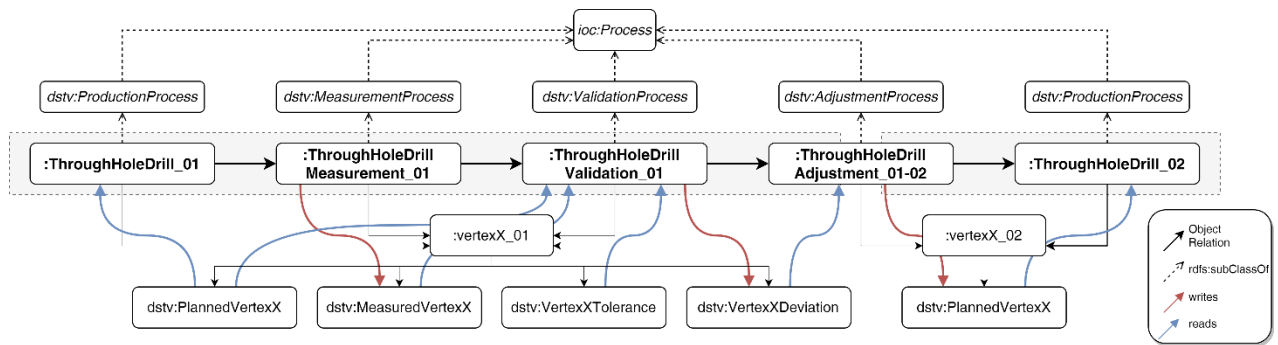 ioc:Process
dstv:ProductionProcess
dstv:MeasurementProcess
dstv:ValidationProcess
dstv:AdjustmentProcess
dstv:ProductionProcess
:ThroughHoleDrill_01
:ThroughHoleDrill
Measurement_01
:ThroughHoleDrill
Validation_01
:ThroughHoleDrill
Adjustment_01-02
:ThroughHoleDrill_02
:vertexX_01
:vertexX_02
dstv:PlannedVertexX
dstv:MeasuredVertexX
dstv:VertexXTolerance
dstv:VertexXDeviation
dstv:PlannedVertexX
Object
Relation
rdfs:subClassOf
writes
reads